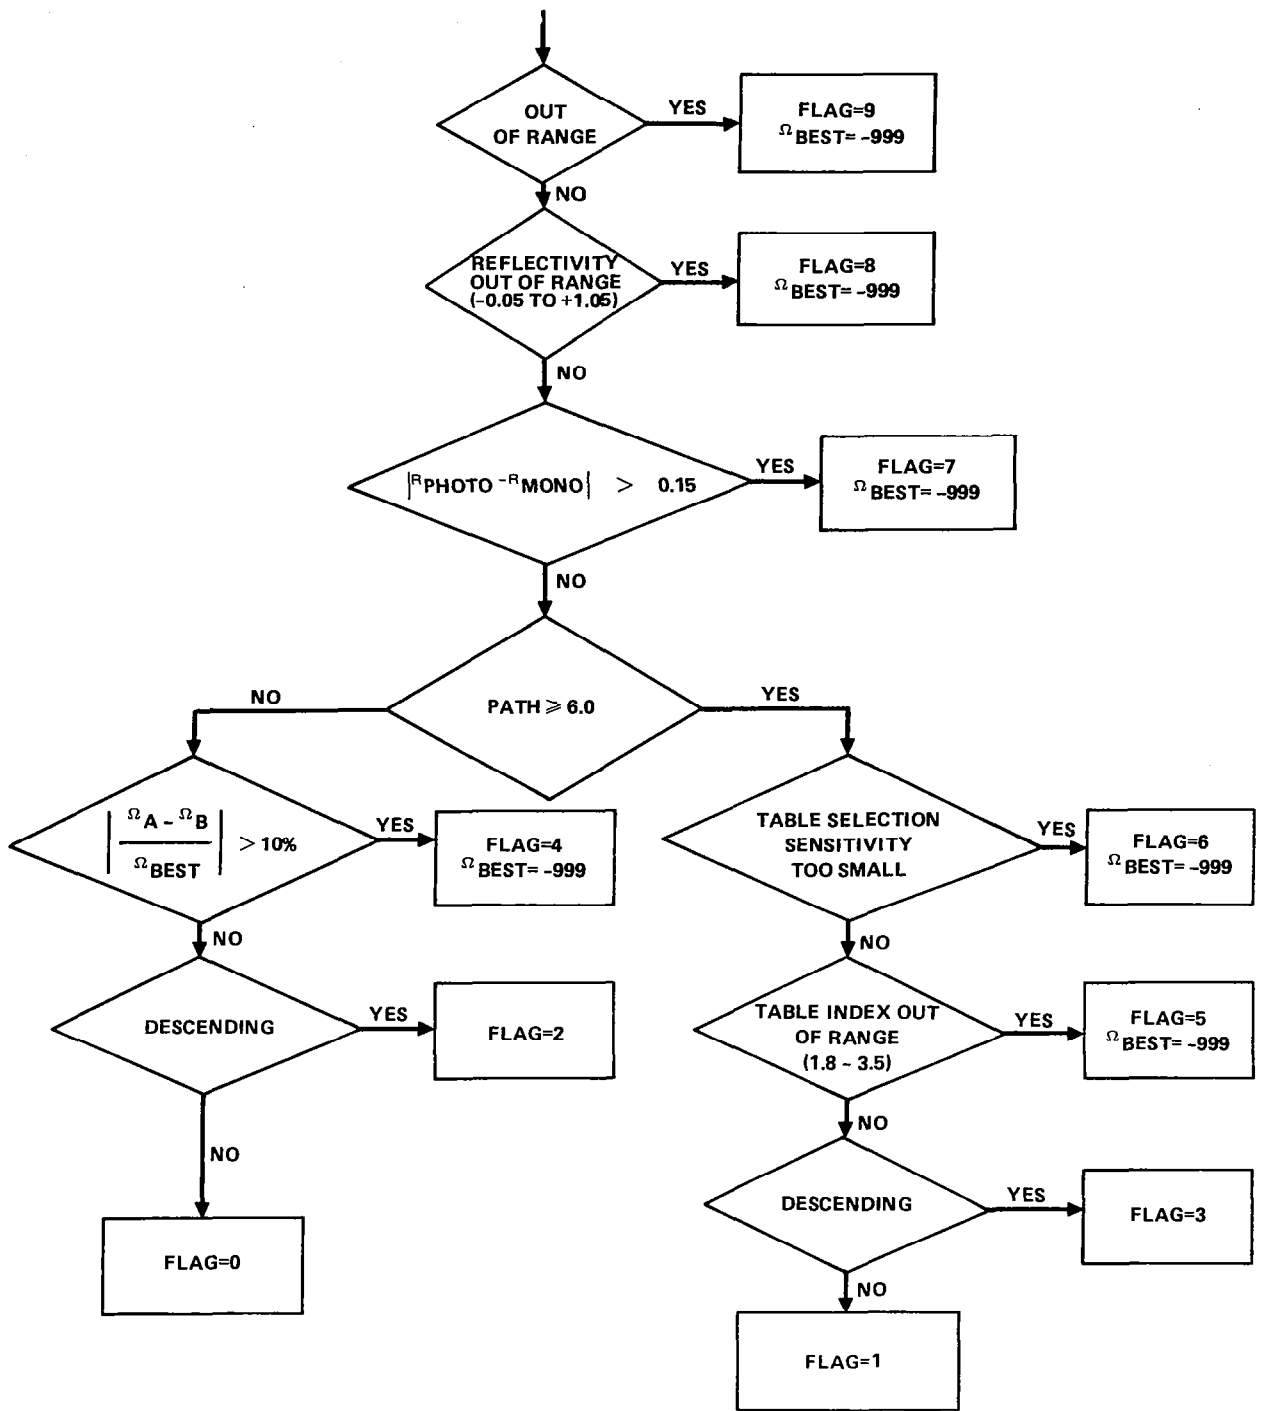 OUT
OF RANGE
YES
FLAG=9
ΩBEST= -999
NO
REFLECTIVITY
OUT OF RANGE
(-0.05 TO +1.05)
YES
FLAG=8
ΩBEST= -999
NO
|RPHOTO -RMONO| > 0.15
YES
FLAG=7
ΩBEST= -999
NO
PATH ⩾ 6.0
NO
YES
ΩA - ΩB
ΩBEST
> 10%
YES
FLAG=4
ΩBEST= -999
NO
DESCENDING
YES
FLAG=2
NO
FLAG=0
TABLE SELECTION
SENSITIVITY
TOO SMALL
YES
FLAG=6
ΩBEST= -999
NO
TABLE INDEX OUT
OF RANGE
(1.8 - 3.5)
YES
FLAG=5
ΩBEST= -999
NO
DESCENDING
YES
FLAG=3
NO
FLAG=1